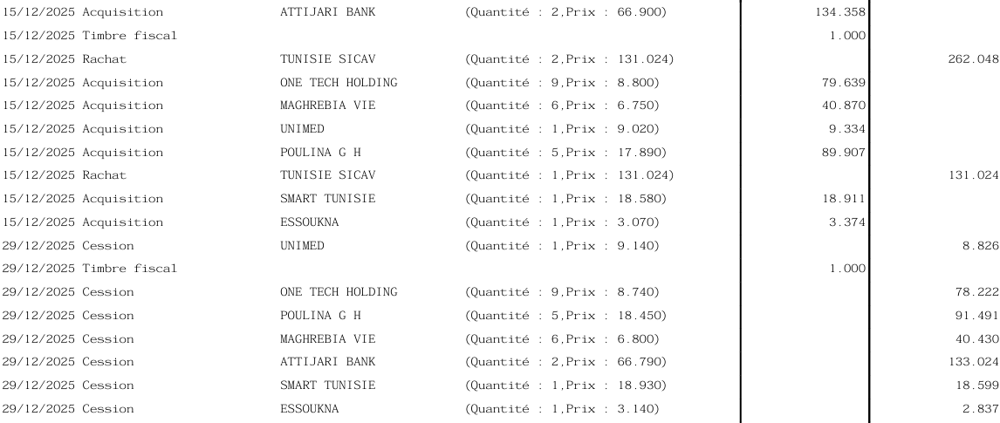 15/12/2025 Acquisition ATTIJARI BANK (Quantité : 2,Prix : 66.900) 134.358
15/12/2025 Timbre fiscal 1.000
15/12/2025 Rachat TUNISIE SICAV (Quantité : 2,Prix : 131.024) 262.048
15/12/2025 Acquisition ONE TECH HOLDING (Quantité : 9,Prix : 8.800) 79.639
15/12/2025 Acquisition MAGHREBIA VIE (Quantité : 6,Prix : 6.750) 40.870
15/12/2025 Acquisition UNIMED (Quantité : 1,Prix : 9.020) 9.334
15/12/2025 Acquisition POULINA G H (Quantité : 5,Prix : 17.890) 89.907
15/12/2025 Rachat TUNISIE SICAV (Quantité : 1,Prix : 131.024) 131.024
15/12/2025 Acquisition SMART TUNISIE (Quantité : 1,Prix : 18.580) 18.911
15/12/2025 Acquisition ESSOUKNA (Quantité : 1,Prix : 3.070) 3.374
29/12/2025 Cession UNIMED (Quantité : 1,Prix : 9.140) 8.826
29/12/2025 Timbre fiscal 1.000
29/12/2025 Cession ONE TECH HOLDING (Quantité : 9,Prix : 8.740) 78.222
29/12/2025 Cession POULINA G H (Quantité : 5,Prix : 18.450) 91.491
29/12/2025 Cession MAGHREBIA VIE (Quantité : 6,Prix : 6.800) 40.430
29/12/2025 Cession ATTIJARI BANK (Quantité : 2,Prix : 66.790) 133.024
29/12/2025 Cession SMART TUNISIE (Quantité : 1,Prix : 18.930) 18.599
29/12/2025 Cession ESSOUKNA (Quantité : 1,Prix : 3.140) 2.837